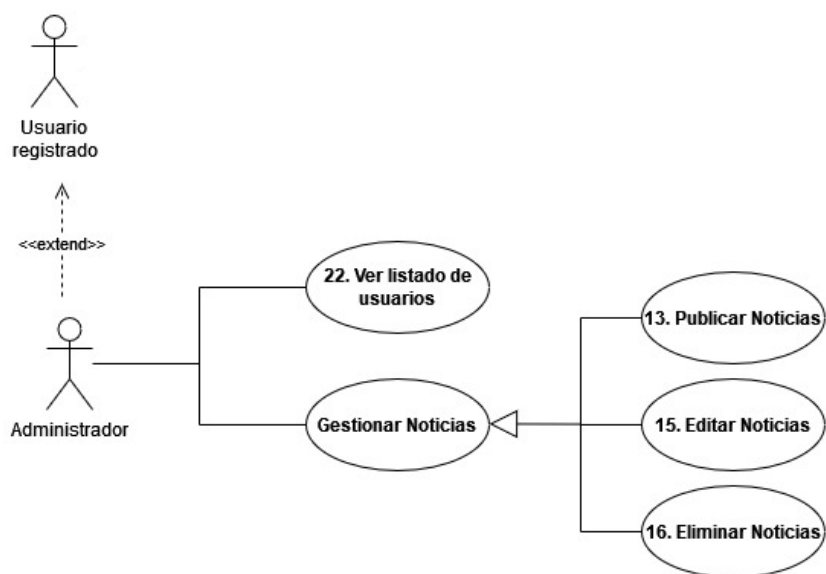 Usuario
registrado
<<extend>>
22. Ver listado de
usuarios
13. Publicar Noticias
Administrador
Gestionar Noticias
15. Editar Noticias
16. Eliminar Noticias